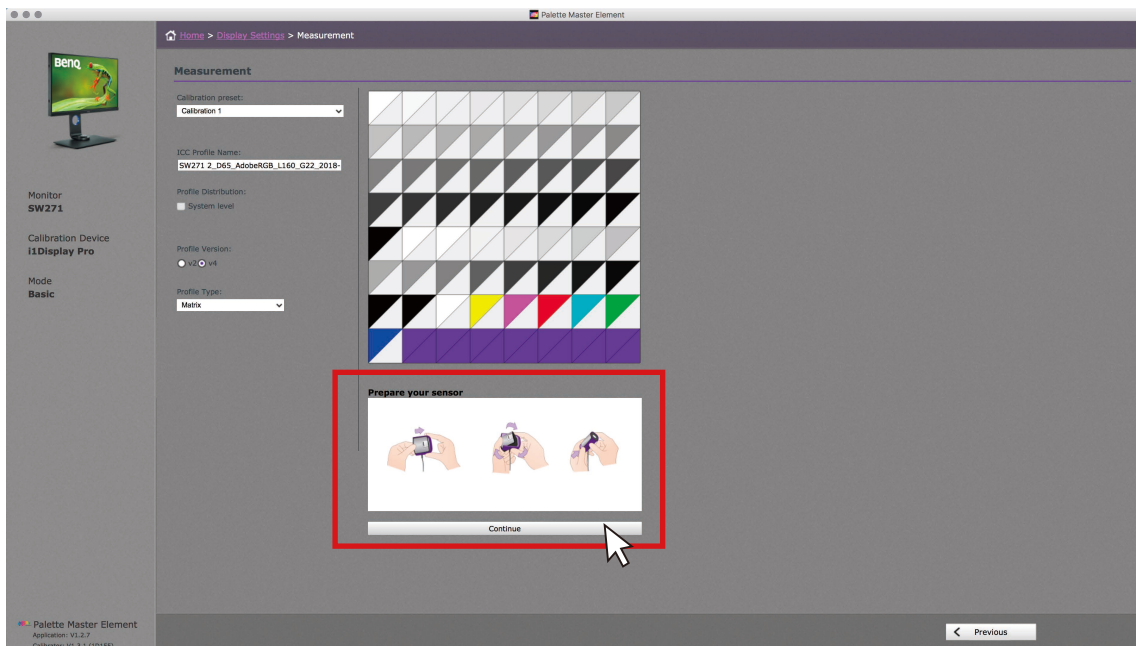 Palette Master Element
Home > Display Settings > Measurement
BenQ
Measurement
Calibration preset:
Calibration 1
ICC Profile Name:
SW271 2_D65_AdobeRGB_L160_G22_2018-
Profile Distribution:
System level
Monitor
SW271
Calibration Device
i1Display Pro
Profile Version:
v2 v4
Mode
Basic
Profile Type:
Matrix
Prepare your sensor
Continue
Palette Master Element
Application: V1.2.7
Previous